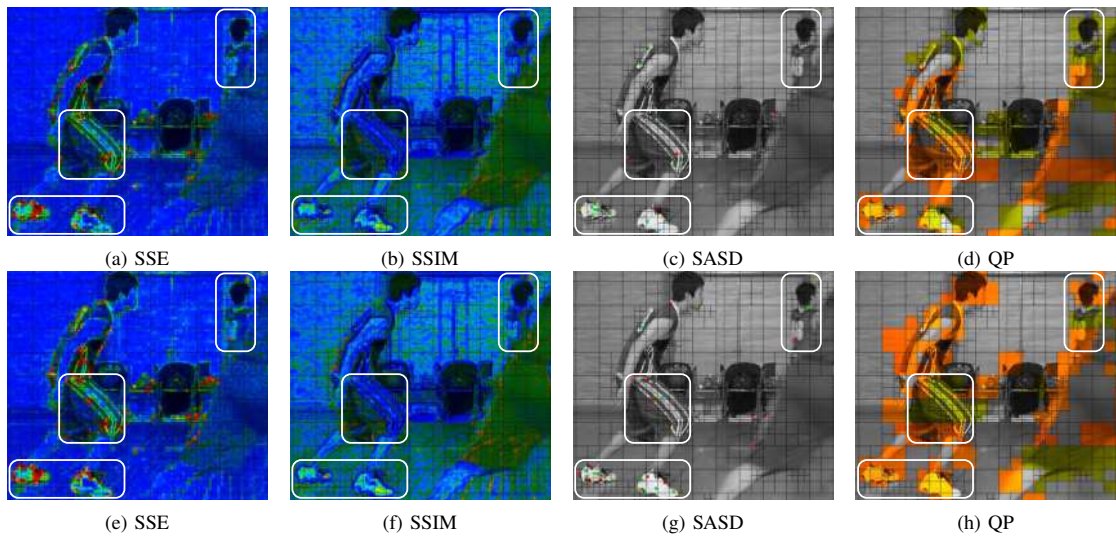 (a) SSE
(b) SSIM
(c) SASD
(d) QP
(e) SSE
(f) SSIM
(g) SASD
(h) QP